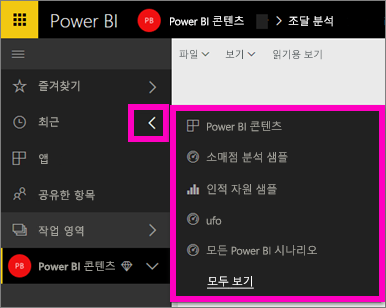 Power BI
PB Power BI 콘텐츠 > 조달 분석
파일 보기 읽기용 보기
즐겨찾기
최근
앱
공유한 항목
작업 영역
PB Power BI 콘텐츠
Power BI 콘텐츠
소매점 분석 샘플
인적 자원 샘플
ufo
모든 Power BI 시나리오
모두 보기